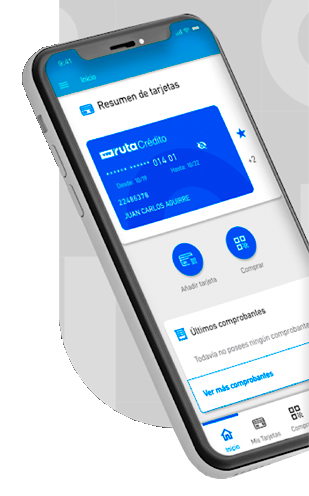 9:41
Inicio
Resumen de tarjetas
ruta Crédito
****** ****** 014 01
Desde: 10/19 Hasta: 10/22
22486378
JUAN CARLOS AGUIRRE
+2
Añadir tarjeta
Comprar
Últimos comprobantes
Todavía no posees ningún comprobante
Ver más comprobantes
Inicio
Mis Tarjetas
Compr